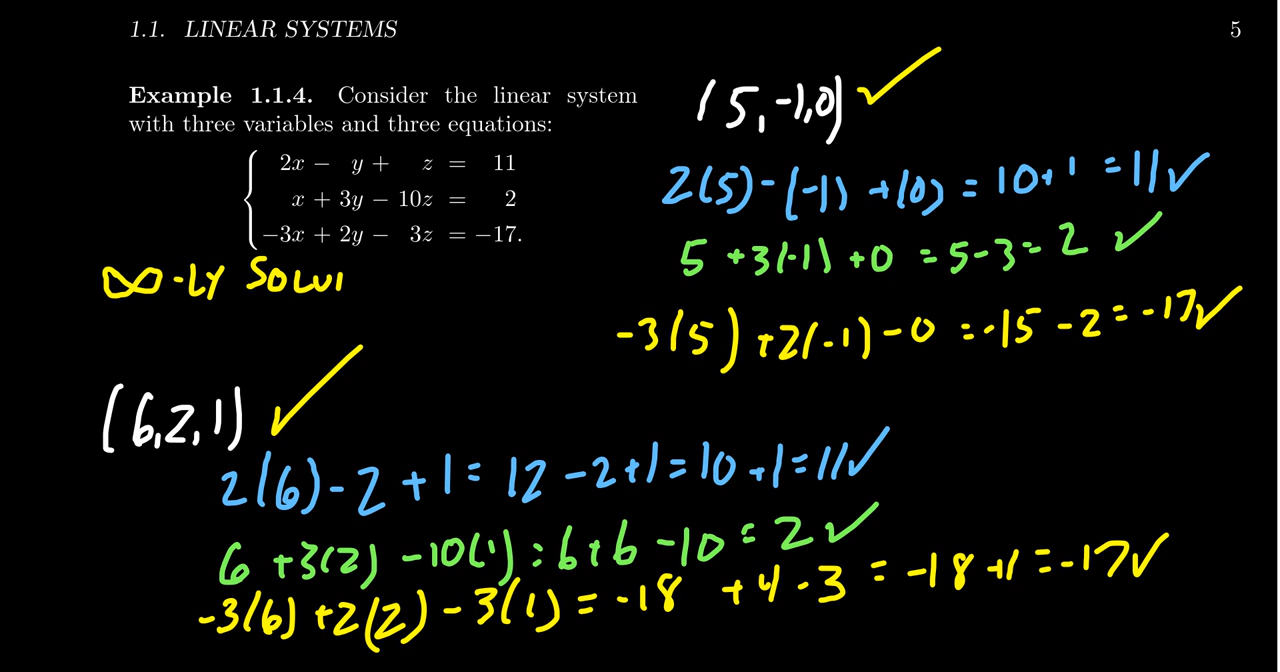 1.1. LINEAR SYSTEMS 5
Example 1.1.4. Consider the linear system
with three variables and three equations:
2x − y + z = 11
x + 3y − 10z = 2
−3x + 2y − 3z = −17.
∞-LY SOLUI
(5, -1, 0) ✓
2(5) - (-1) + (0) = 10 + 1 = 11 ✓
5 + 3(-1) + 0 = 5 - 3 = 2 ✓
-3(5) + 2(-1) - 0 = -15 - 2 = -17 ✓
(6, 2, 1) ✓
2(6) - 2 + 1 = 12 - 2 + 1 = 10 + 1 = 11 ✓
6 + 3(2) - 10(1) = 6 + 6 - 10 = 2 ✓
-3(6) + 2(2) - 3(1) = -18 + 4 - 3 = -18 + 1 = -17 ✓